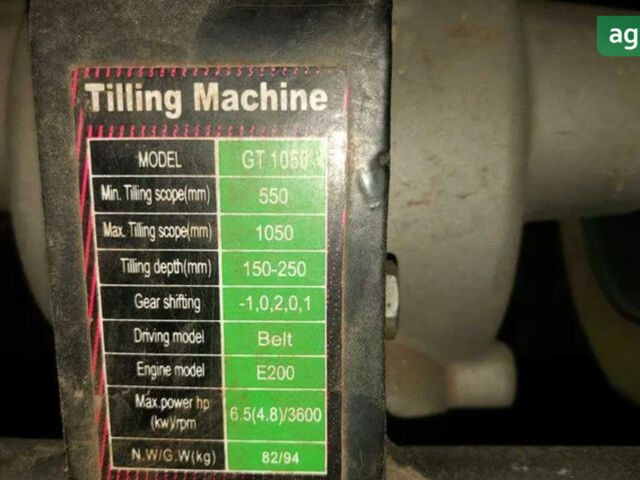 ag
Tilling Machine
MODEL GT 1050
Min. Tilling scope(mm) 550
Max. Tilling scope(mm) 1050
Tilling depth(mm) 150-250
Gear shifting -1,0,2,0,1
Driving model Belt
Engine model E200
Max.power hp
(kw)/rpm 6.5(4.8)/3600
N.W/G.W(kg) 82/94